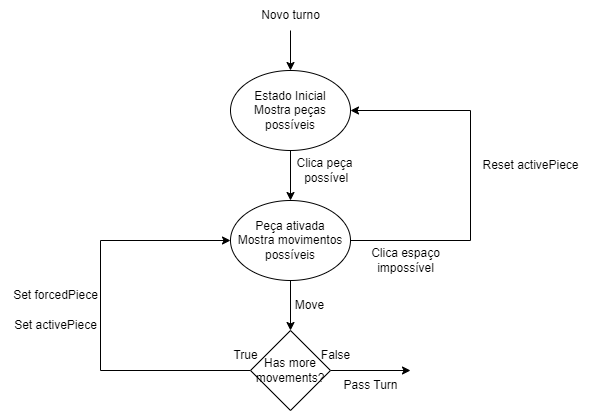 Novo turno
Estado Inicial
Mostra peças
possíveis
Clica peça
possível
Reset activePiece
Peça ativada
Mostra movimentos
possíveis
Clica espaço
impossível
Set forcedPiece
Set activePiece
Move
True
False
Has more
movements?
Pass Turn